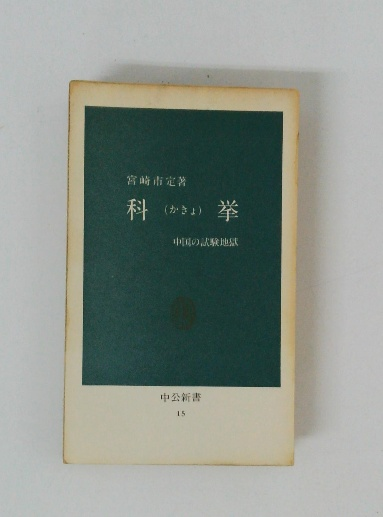 宮崎市定著
科（かきょ）挙
中国の試験地獄
中公新書
15